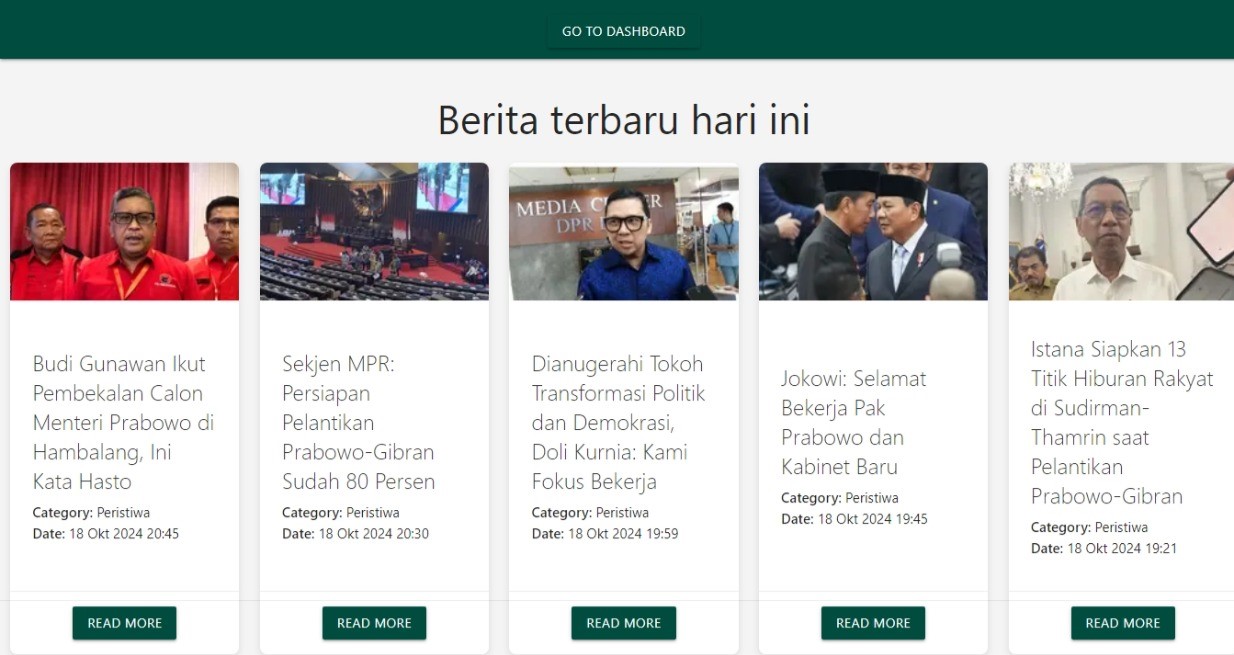 GO TO DASHBOARD
Berita terbaru hari ini
MEDIA CENTER
DPR
Budi Gunawan Ikut
Pembekalan Calon
Menteri Prabowo di
Hambalang, Ini
Kata Hasto
Category: Peristiwa
Date: 18 Okt 2024 20:45
READ MORE
Sekjen MPR:
Persiapan
Pelantikan
Prabowo-Gibran
Sudah 80 Persen
Category: Peristiwa
Date: 18 Okt 2024 20:30
READ MORE
Dianugerahi Tokoh
Transformasi Politik
dan Demokrasi,
Doli Kurnia: Kami
Fokus Bekerja
Category: Peristiwa
Date: 18 Okt 2024 19:59
READ MORE
Jokowi: Selamat
Bekerja Pak
Prabowo dan
Kabinet Baru
Category: Peristiwa
Date: 18 Okt 2024 19:45
READ MORE
Istana Siapkan 13
Titik Hiburan Rakyat
di Sudirman-
Thamrin saat
Pelantikan
Prabowo-Gibran
Category: Peristiwa
Date: 18 Okt 2024 19:21
READ MORE